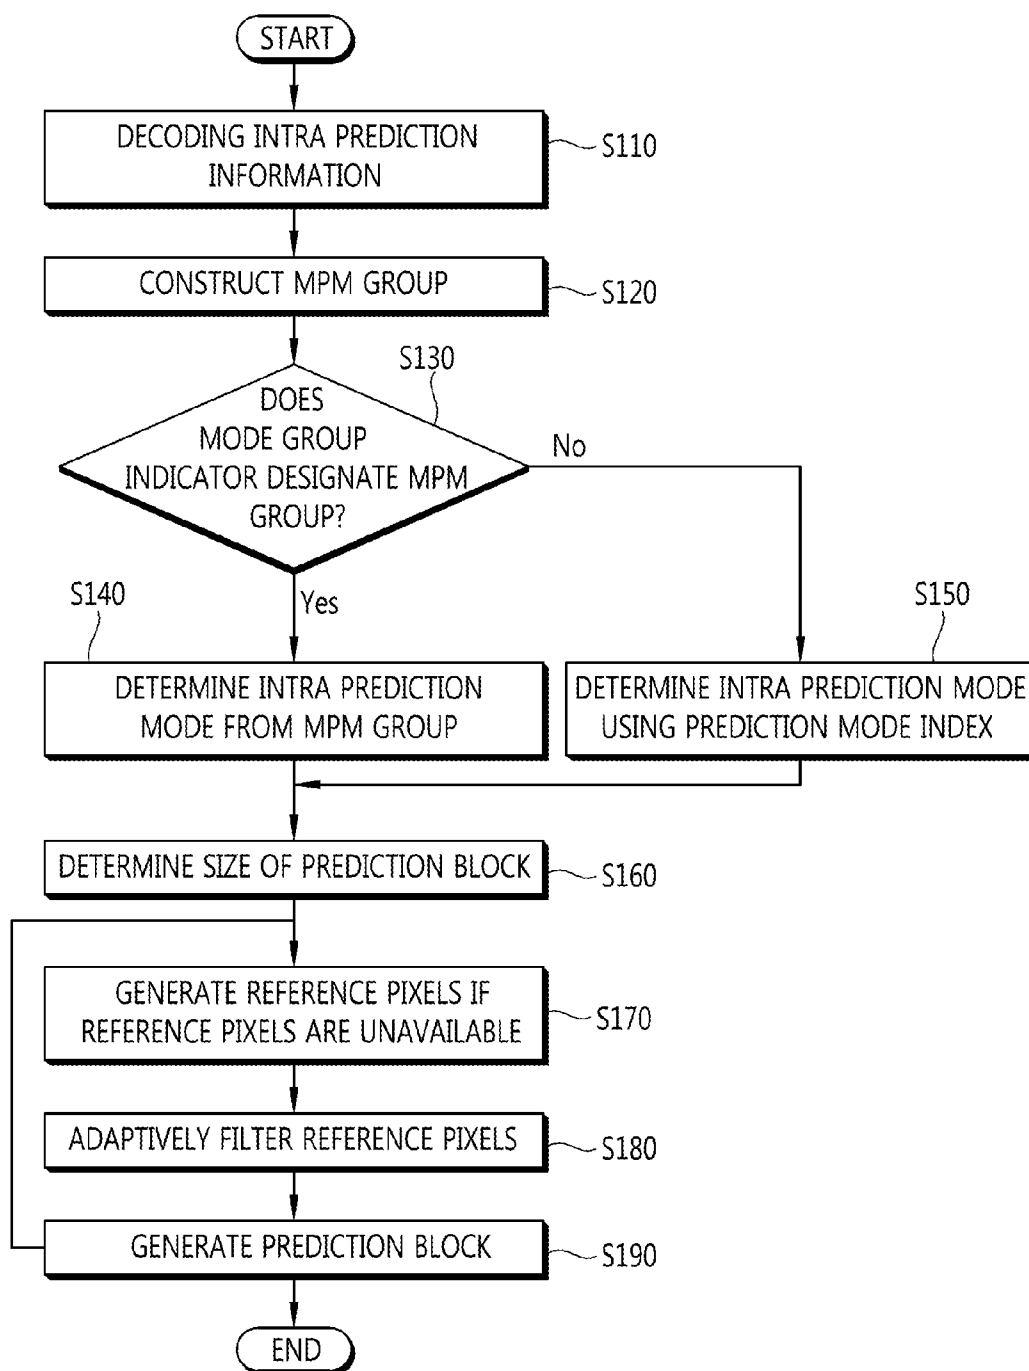 START
DECODING INTRA PREDICTION
INFORMATION
S110
CONSTRUCT MPM GROUP
S120
S130
DOES
MODE GROUP
INDICATOR DESIGNATE MPM
GROUP?
No
Yes
S140
S150
DETERMINE INTRA PREDICTION
MODE FROM MPM GROUP
DETERMINE INTRA PREDICTION MODE
USING PREDICTION MODE INDEX
DETERMINE SIZE OF PREDICTION BLOCK
S160
GENERATE REFERENCE PIXELS IF
REFERENCE PIXELS ARE UNAVAILABLE
S170
ADAPTIVELY FILTER REFERENCE PIXELS
S180
GENERATE PREDICTION BLOCK
S190
END